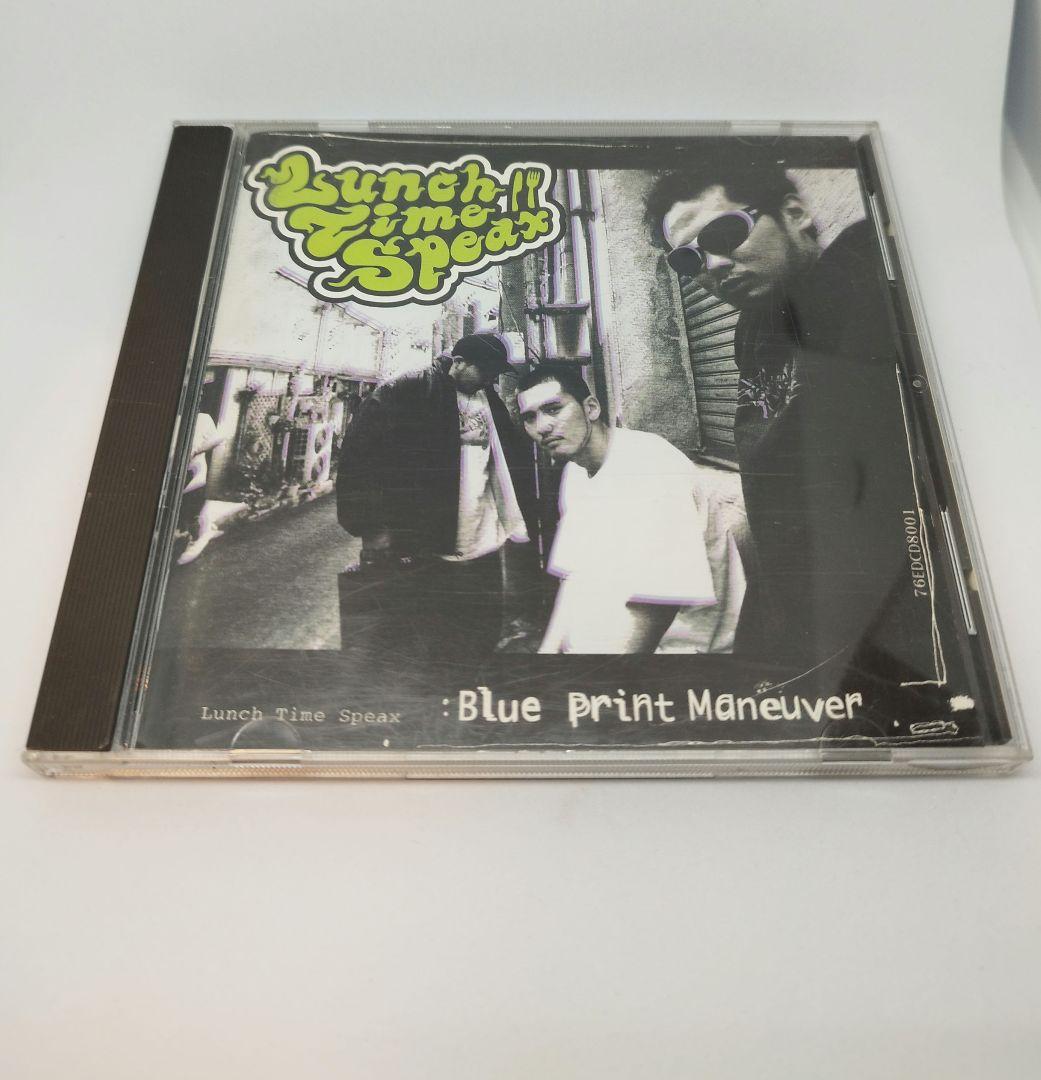 Lunch
Time
Speax
76EDCD8001
Lunch Time Speax :Blue Print Maneuver